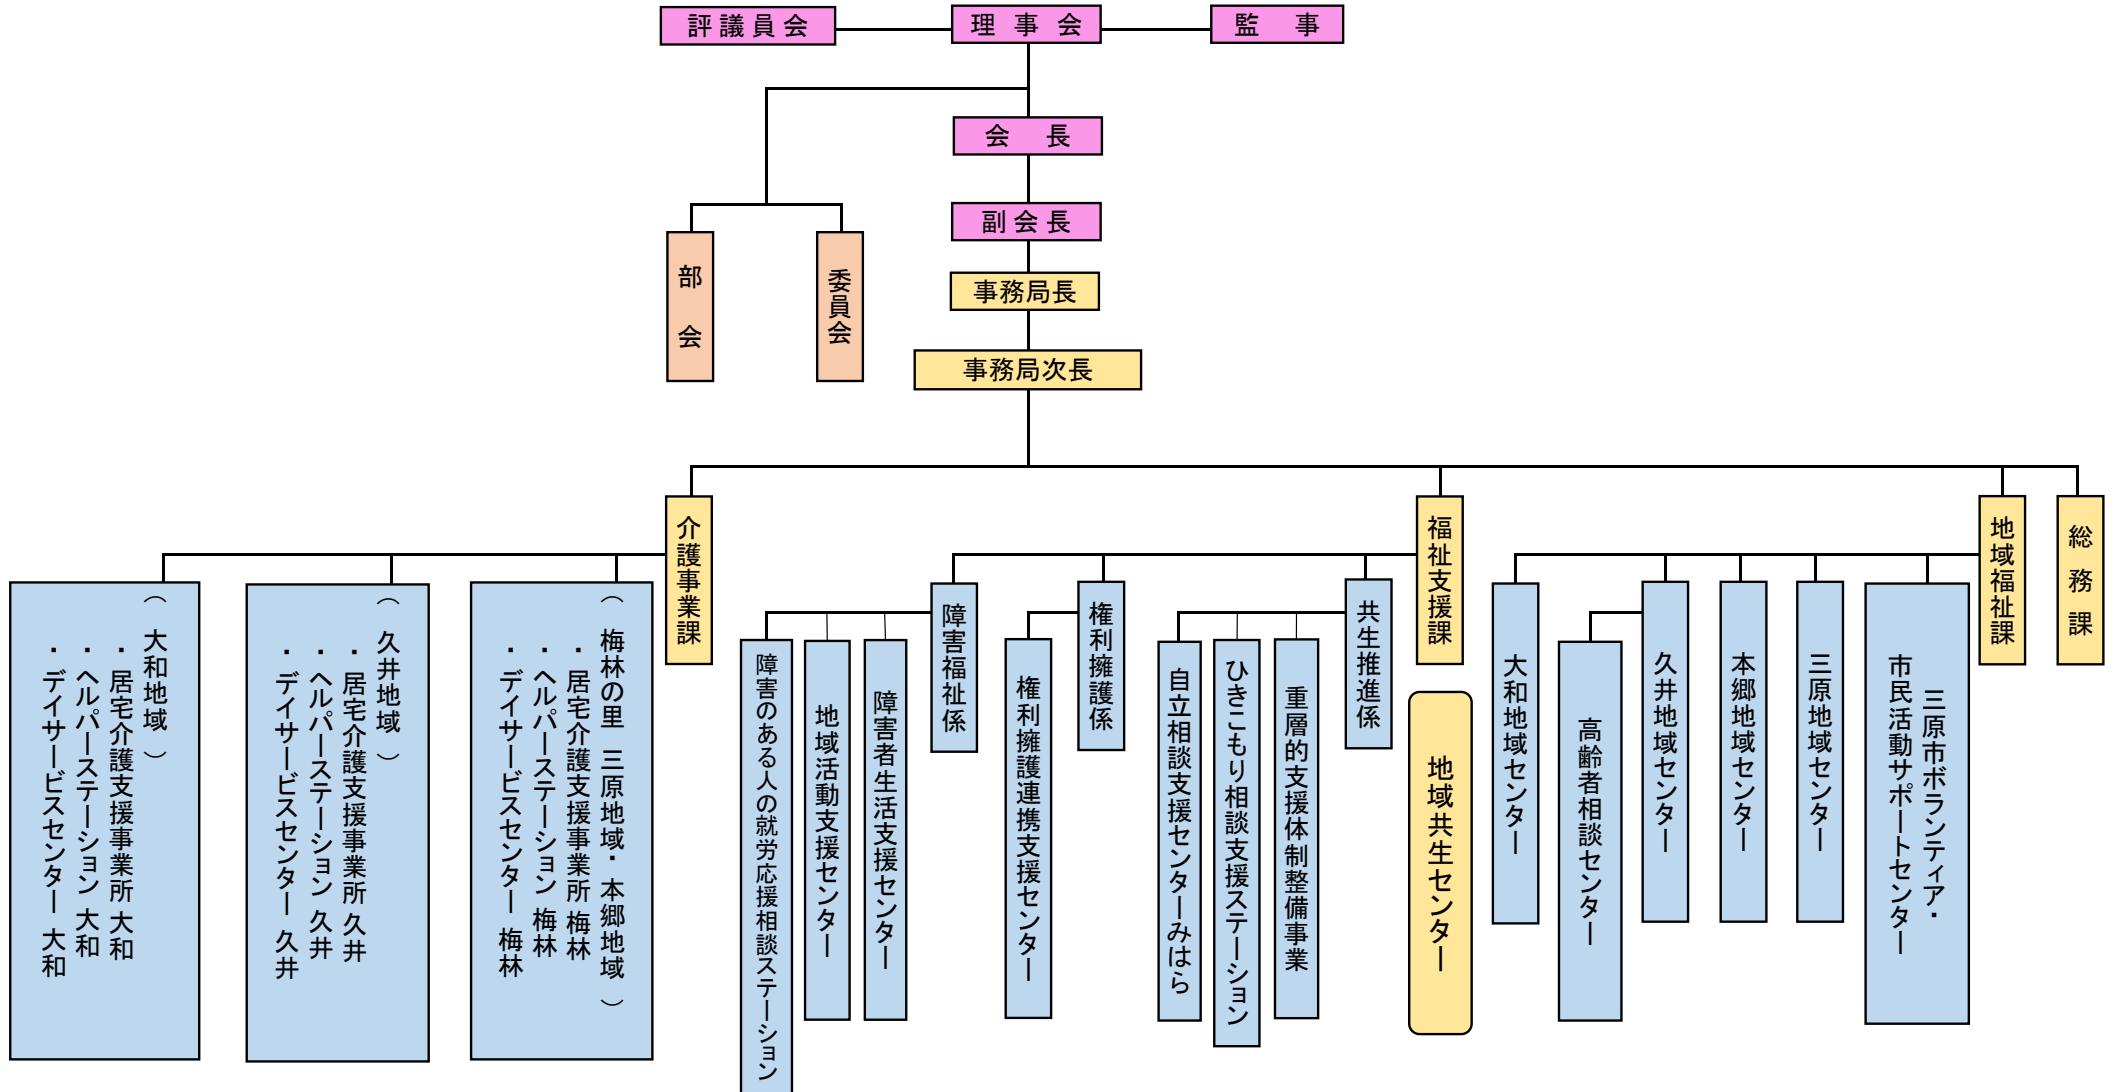 評議員会
理事会
監事
会長
副会長
部会
委員会
事務局長
事務局次長
総務課
地域福祉課
三原市ボランティア・
市民活動サポートセンター
三原地域センター
本郷地域センター
久井地域センター
高齢者相談センター
大和地域センター
福祉支援課
地域共生センター
共生推進係
重層的支援体制整備事業
ひきこもり相談支援ステーション
自立相談支援センターみはら
権利擁護係
権利擁護連携支援センター
障害福祉係
障害者生活支援センター
地域活動支援センター
障害のある人の就労応援相談ステーション
介護事業課
（梅林の里 三原地域・本郷地域）
・居宅介護支援事業所 梅林
・ヘルパーステーション 梅林
・デイサービスセンター 梅林
（久井地域）
・居宅介護支援事業所 久井
・ヘルパーステーション 久井
・デイサービスセンター 久井
（大和地域）
・居宅介護支援事業所 大和
・ヘルパーステーション 大和
・デイサービスセンター 大和